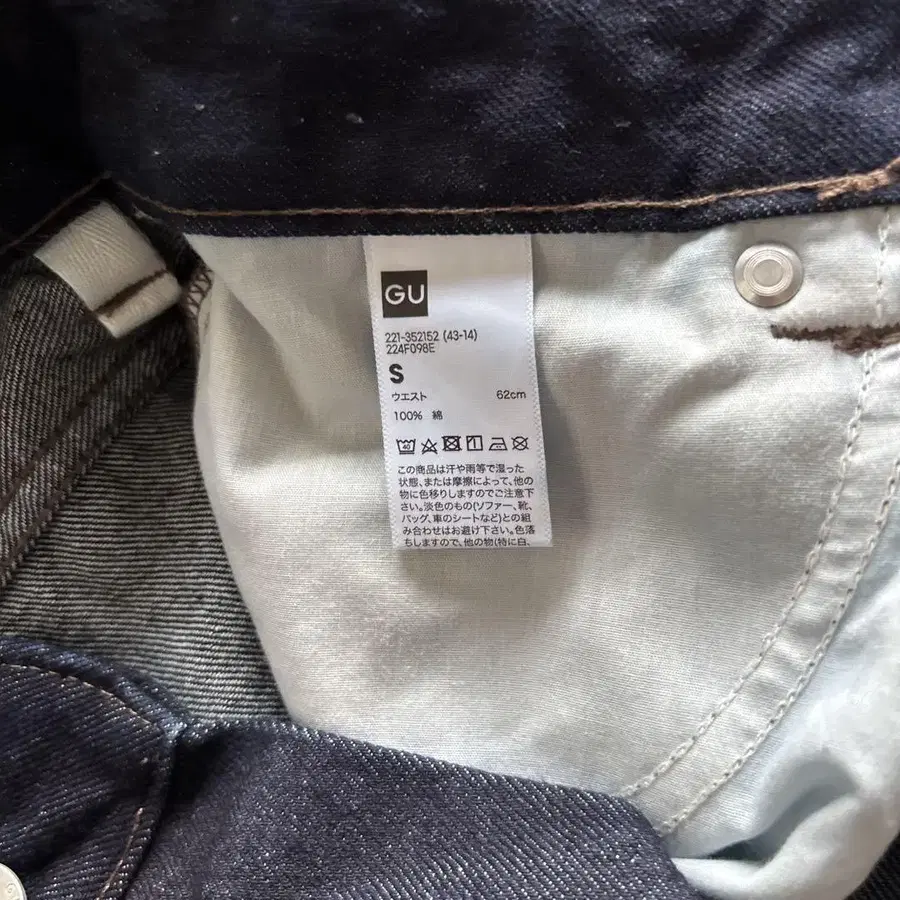 GU
221-352152 (43-14)
224F098E
S
ウエスト 62cm
100% 綿
40
この商品は汗や雨等で湿った
状態、または摩擦によって、他の
物に色移りしますのでご注意下
さい。淡色のもの(ソファー、靴、
バッグ、車のシートなど)との組
み合わせはお避け下さい。色落
ちしますので、他の物(特に白、